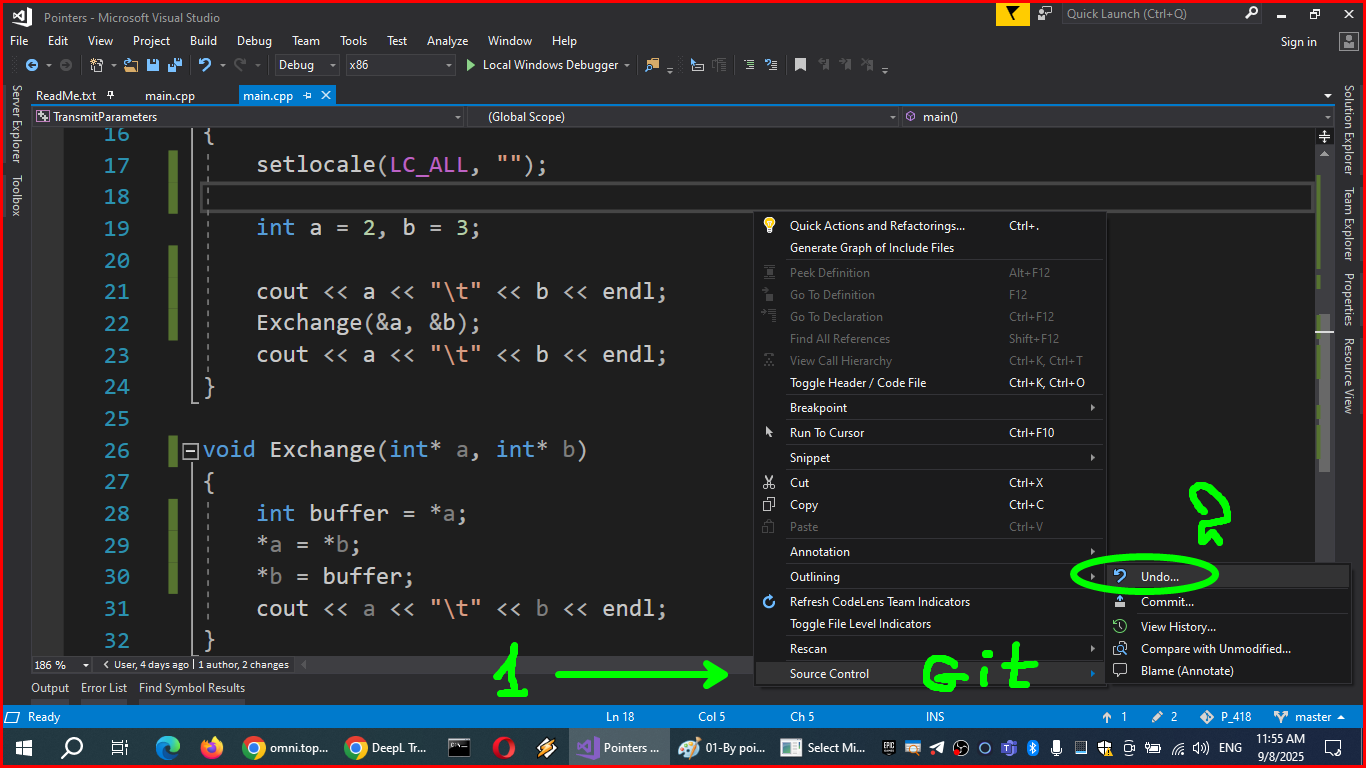 Pointers - Microsoft Visual Studio
Quick Launch (Ctrl+Q)
File Edit View Project Build Debug Team Tools Test Analyze Window Help
Sign in
Debug x86 Local Windows Debugger
Server Explorer
Toolbox
ReadMe.txt main.cpp main.cpp
TransmitParameters (Global Scope) main()
16 {
17 setlocale(LC_ALL, "");
18
19 int a = 2, b = 3;
20
21 cout << a << "\t" << b << endl;
22 Exchange(&a, &b);
23 cout << a << "\t" << b << endl;
24 }
25
26 void Exchange(int* a, int* b)
27 {
28 int buffer = *a;
29 *a = *b;
30 *b = buffer;
31 cout << a << "\t" << b << endl;
32 }
Quick Actions and Refactorings... Ctrl+.
Generate Graph of Include Files
Peek Definition Alt+F12
Go To Definition F12
Go To Declaration Ctrl+F12
Find All References Shift+F12
View Call Hierarchy Ctrl+K, Ctrl+T
Toggle Header / Code File Ctrl+K, Ctrl+O
Breakpoint
Run To Cursor Ctrl+F10
Snippet
Cut Ctrl+X
Copy Ctrl+C
Paste Ctrl+V
Annotation
Outlining
Refresh CodeLens Team Indicators
Toggle File Level Indicators
Rescan
Source Control
Git
1
2
Undo...
Commit...
View History...
Compare with Unmodified...
Blame (Annotate)
Solution Explorer
Team Explorer
Properties
Resource View
186 % User, 4 days ago | 1 author, 2 changes
Output Error List Find Symbol Results
Ready Ln 18 Col 5 Ch 5 INS 1 2 P_418 master
omni.top... DeepL Tr... Pointers ... 01-By poi... Select Mi... ENG
11:55 AM
9/8/2025